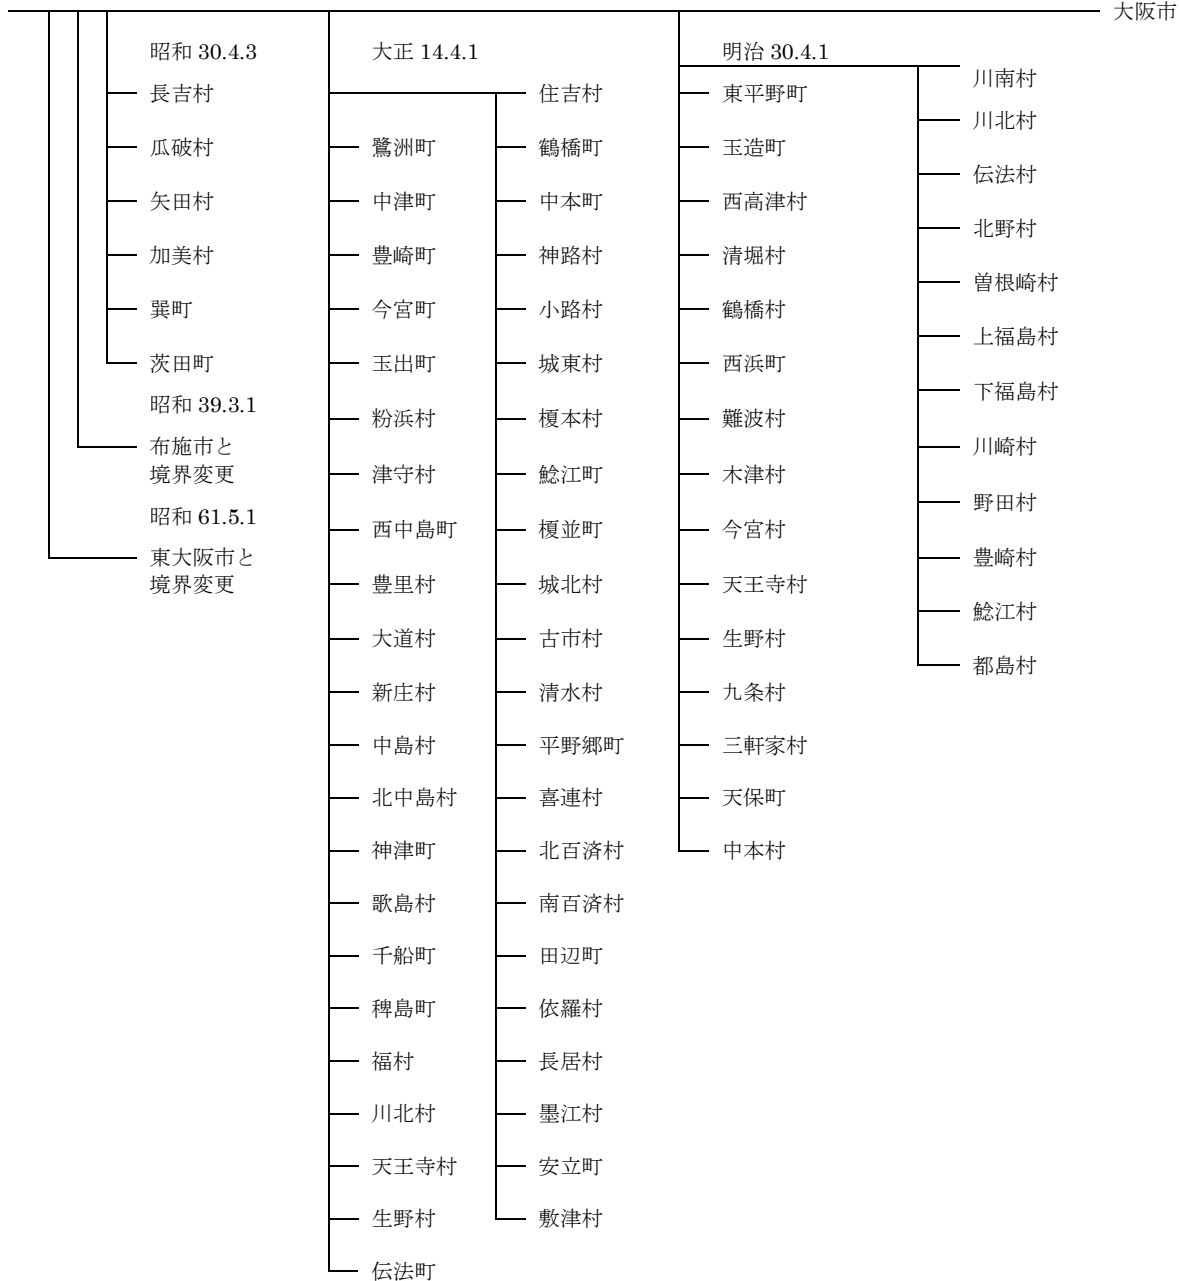 大阪市
昭和 30.4.3
長吉村
瓜破村
矢田村
加美村
巽町
茨田町
昭和 39.3.1
布施市と
境界変更
昭和 61.5.1
東大阪市と
境界変更
大正 14.4.1
鷺洲町
中津町
豊崎町
今宮町
玉出町
粉浜村
津守村
西中島町
豊里村
大道村
新庄村
中島村
北中島村
神津町
歌島村
千船町
稗島町
福村
川北村
天王寺村
生野村
伝法町
住吉村
鶴橋町
中本町
神路村
小路村
城東村
榎本村
鯰江町
榎並町
城北村
古市村
清水村
平野郷町
喜連村
北百済村
南百済村
田辺町
依羅村
長居村
墨江村
安立町
敷津村
明治 30.4.1
東平野町
玉造町
西高津村
清堀村
鶴橋村
西浜町
難波村
木津村
今宮村
天王寺村
生野村
九条村
三軒家村
天保町
中本村
川南村
川北村
伝法村
北野村
曽根崎村
上福島村
下福島村
川崎村
野田村
豊崎村
鯰江村
都島村